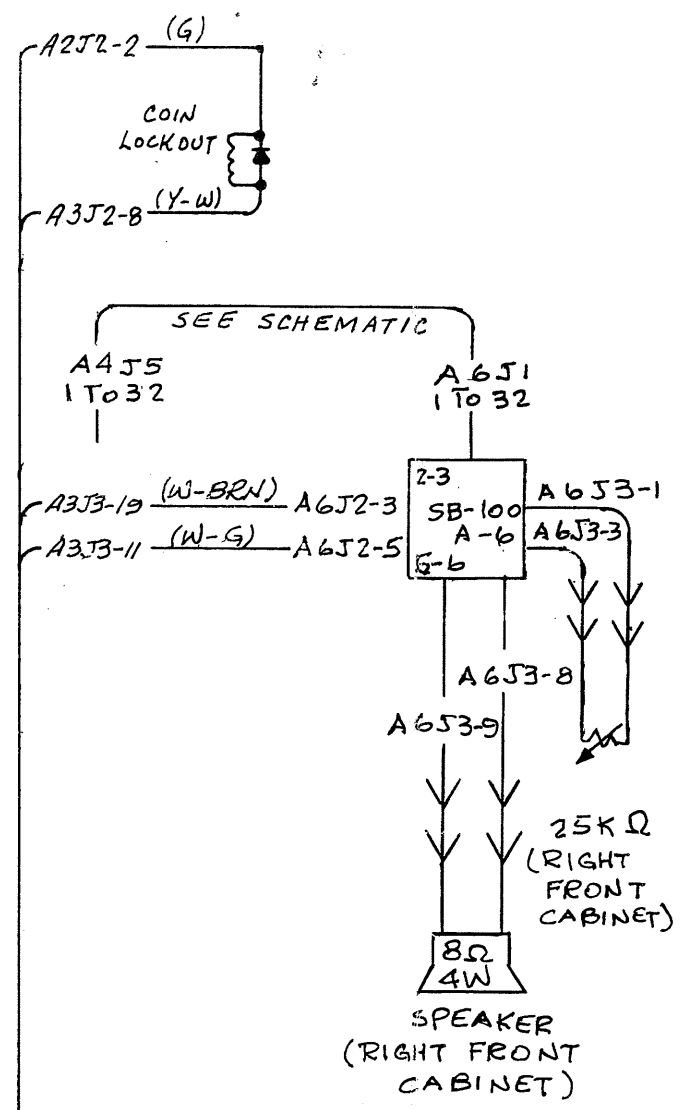 A2J2-2 (G)
COIN
LOCKOUT
A3J2-8 (Y-W)
SEE SCHEMATIC
A4J5
1 TO 32
A6J1
1 TO 32
2-3
SB-100
A-6
G-6
A3J3-19 (W-BRN) A6J2-3
A3J3-11 (W-G) A6J2-5
A6J3-1
A6J3-3
A6J3-8
A6J3-9
25K Ω
(RIGHT
FRONT
CABINET)
8Ω
4W
SPEAKER
(RIGHT FRONT
CABINET)